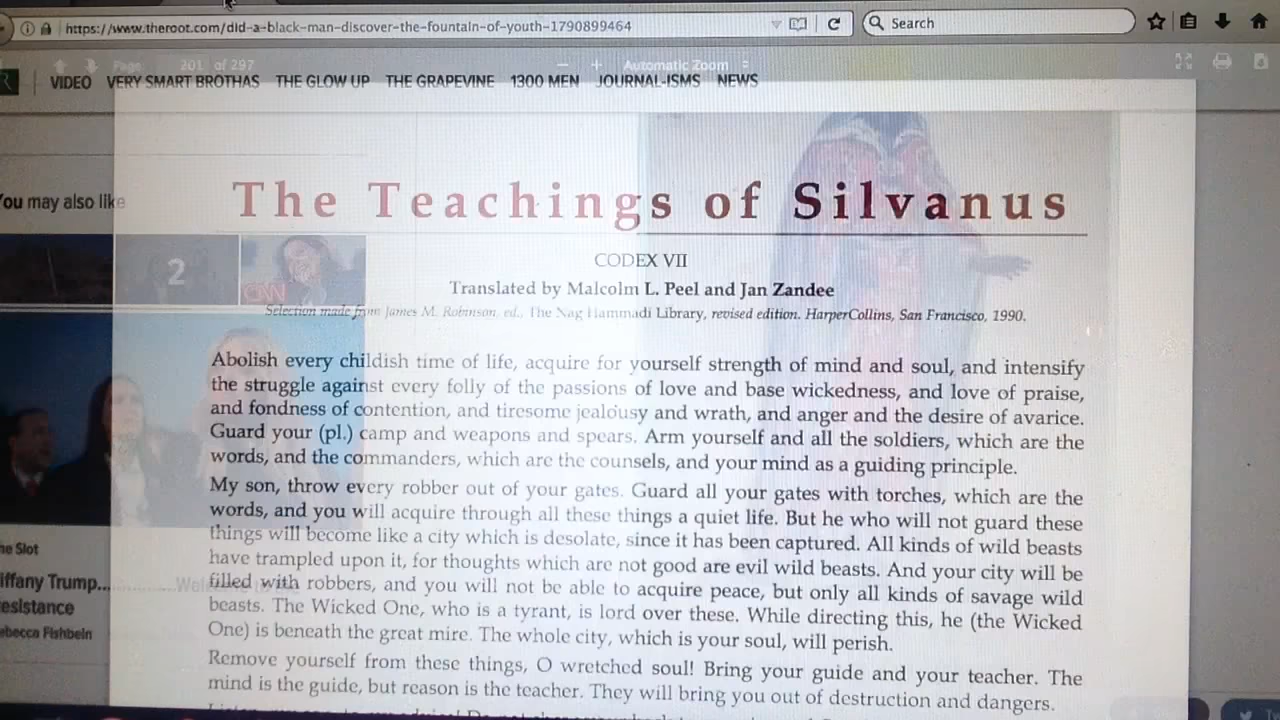 https://www.theroot.com/did-a-black-man-discover-the-fountain-of-youth-1790899464
Search
Page: 201 of 297
Automatic Zoom
VIDEO VERY SMART BROTHAS THE GLOW UP THE GRAPEVINE 1300 MEN JOURNAL-ISMS NEWS
You may also like
2
CNN
The Teachings of Silvanus
CODEX VII
Translated by Malcolm L. Peel and Jan Zandee
Selection made from James M. Robinson, ed., The Nag Hammadi Library, revised edition. HarperCollins, San Francisco, 1990.
Abolish every childish time of life, acquire for yourself strength of mind and soul, and intensify
the struggle against every folly of the passions of love and base wickedness, and love of praise,
and fondness of contention, and tiresome jealousy and wrath, and anger and the desire of avarice.
Guard your (pl.) camp and weapons and spears. Arm yourself and all the soldiers, which are the
words, and the commanders, which are the counsels, and your mind as a guiding principle.
My son, throw every robber out of your gates. Guard all your gates with torches, which are the
words, and you will acquire through all these things a quiet life. But he who will not guard these
things will become like a city which is desolate, since it has been captured. All kinds of wild beasts
have trampled upon it, for thoughts which are not good are evil wild beasts. And your city will be
filled with robbers, and you will not be able to acquire peace, but only all kinds of savage wild
beasts. The Wicked One, who is a tyrant, is lord over these. While directing this, he (the Wicked
One) is beneath the great mire. The whole city, which is your soul, will perish.
Remove yourself from these things, O wretched soul! Bring your guide and your teacher. The
mind is the guide, but reason is the teacher. They will bring you out of destruction and dangers.
he Slot
iffany Trump...
esistance
ebecca Fishbein